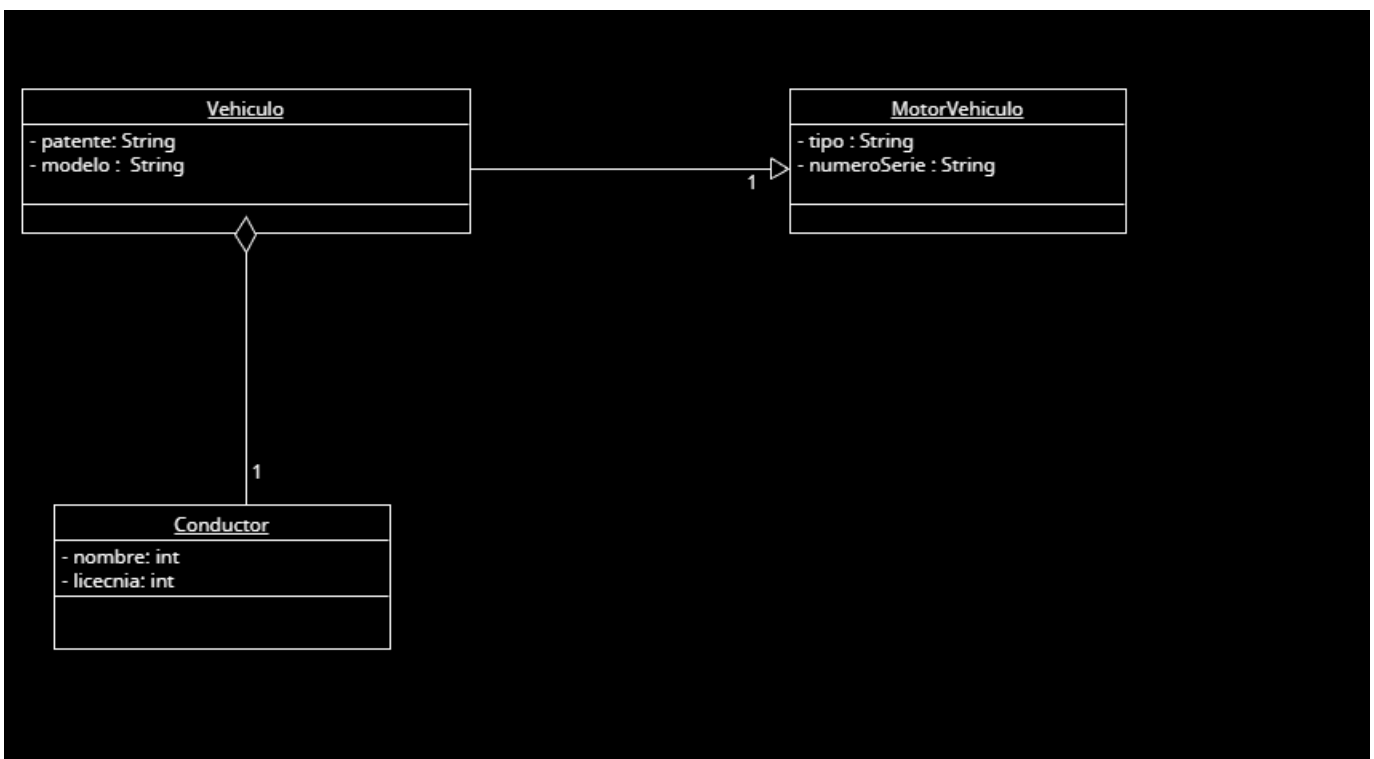 Vehiculo
- patente: String
- modelo :  String
MotorVehiculo
- tipo : String
- numeroSerie : String
1
1
Conductor
- nombre: int
- licecnia: int